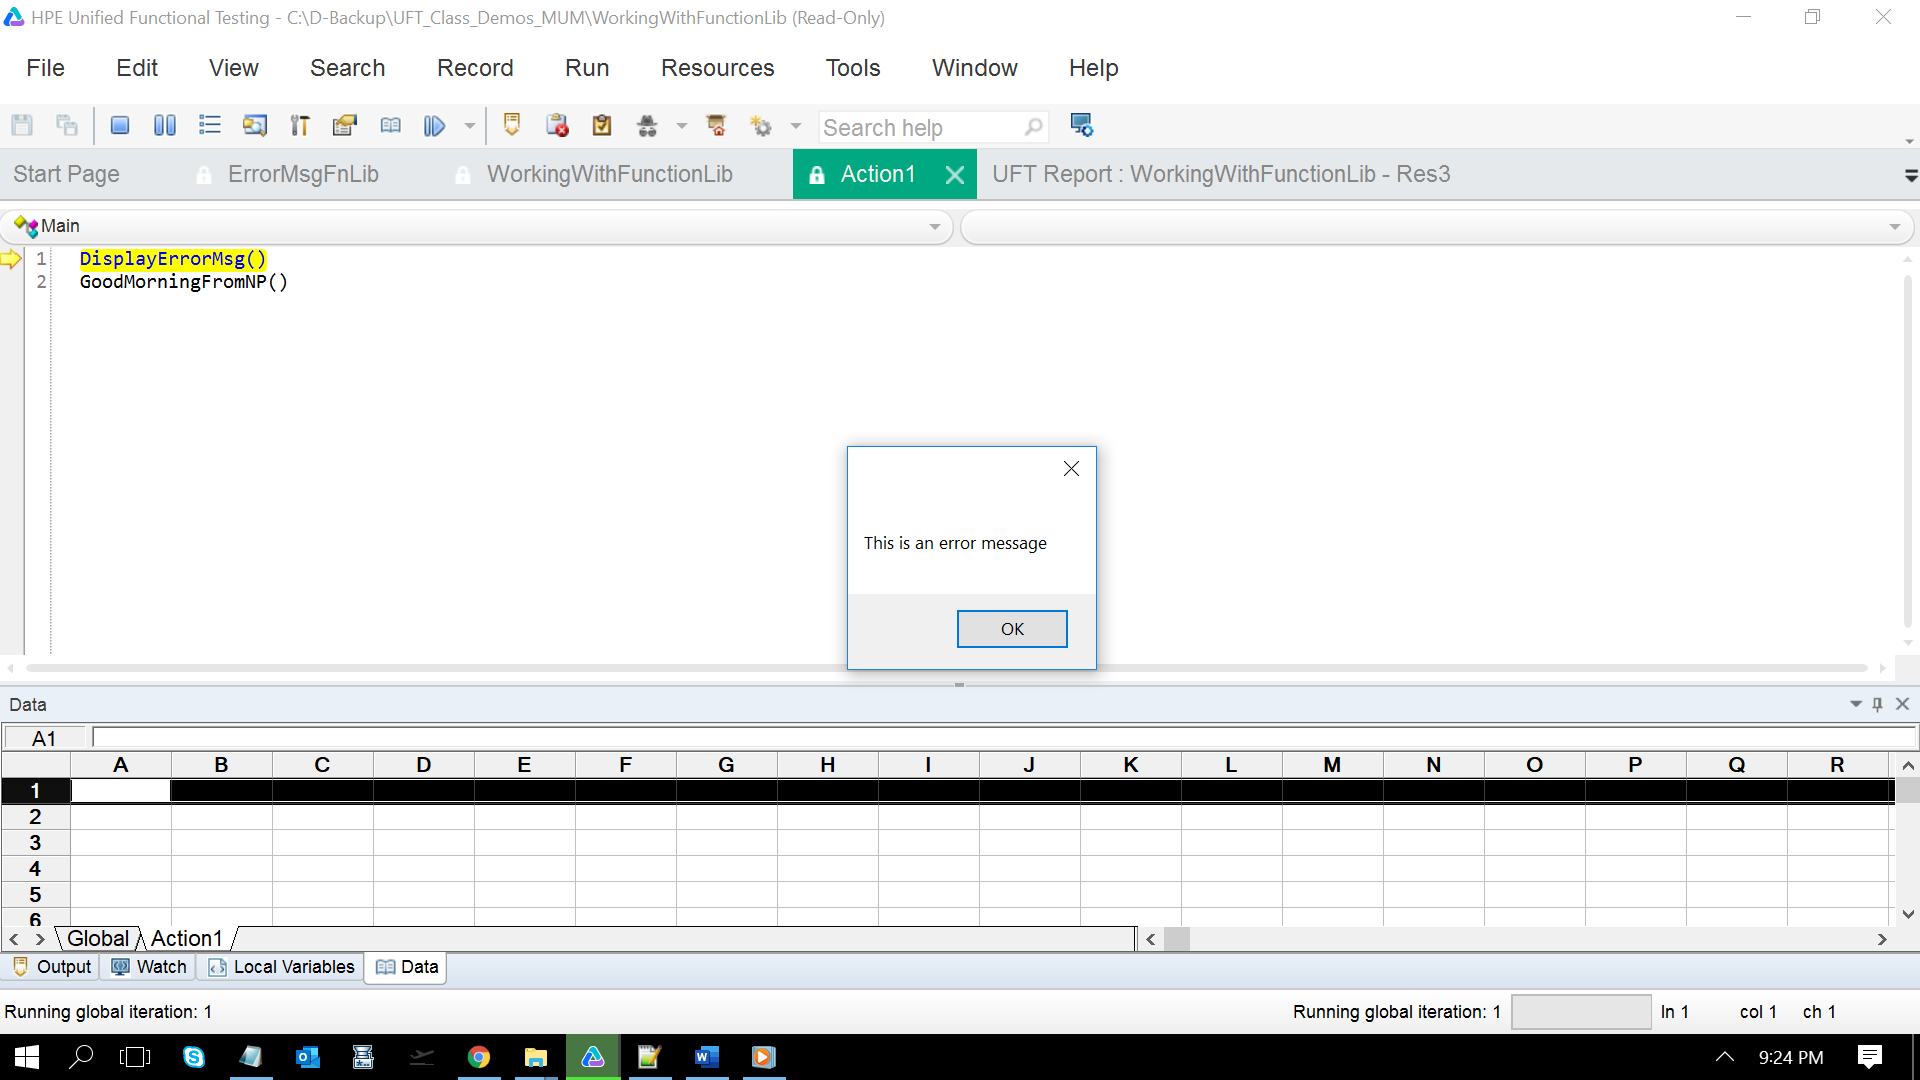 HPE Unified Functional Testing - C:\D-Backup\UFT_Class_Demos_MUM\WorkingWithFunctionLib (Read-Only)
File Edit View Search Record Run Resources Tools Window Help
Search help
Start Page ErrorMsgFnLib WorkingWithFunctionLib Action1 UFT Report : WorkingWithFunctionLib - Res3
Main
1 DisplayErrorMsg()
2 GoodMorningFromNP()
This is an error message
OK
Data
A1
A B C D E F G H I J K L M N O P Q R
1
2
3
4
5
6
Global Action1
Output Watch Local Variables Data
Running global iteration: 1 Running global iteration: 1 ln 1 col 1 ch 1
9:24 PM